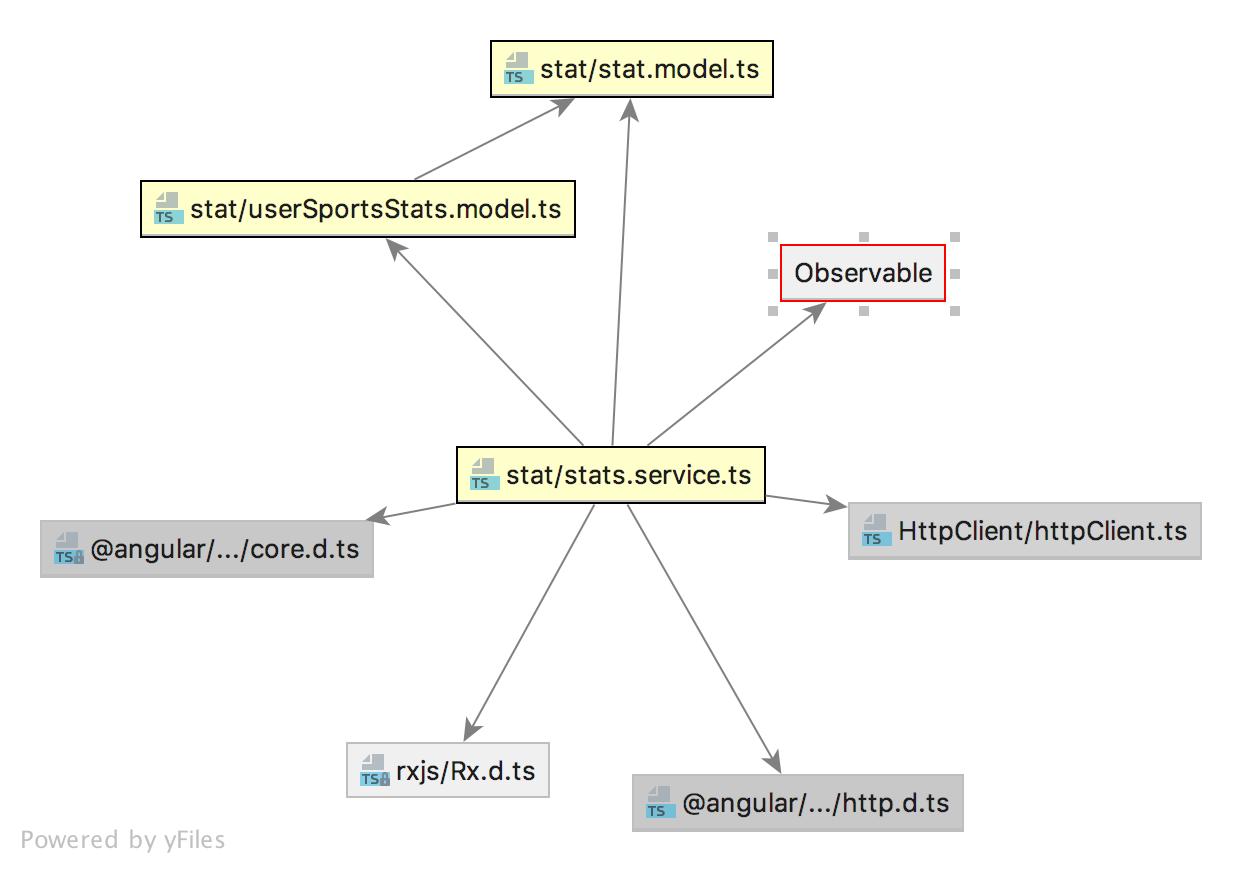 TS stat/stat.model.ts
TS stat/userSportsStats.model.ts
Observable
TS stat/stats.service.ts
TS HttpClient/httpClient.ts
TS @angular/.../core.d.ts
TS rxjs/Rx.d.ts
TS @angular/.../http.d.ts
Powered by yFiles